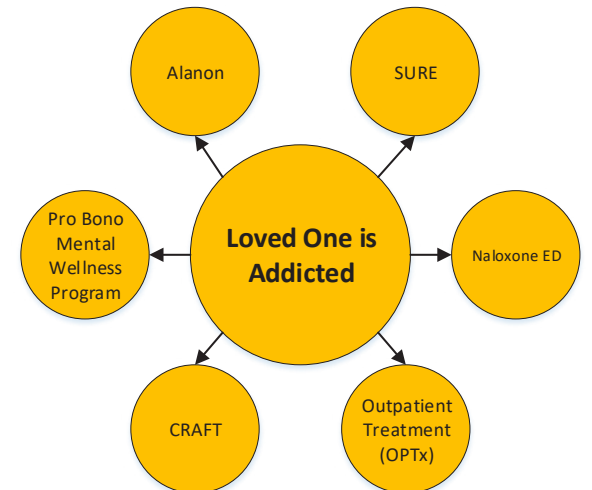 Alanon
SURE
Pro Bono
Mental
Wellness
Program
Loved One is
Addicted
Naloxone ED
CRAFT
Outpatient
Treatment
(OPTx)